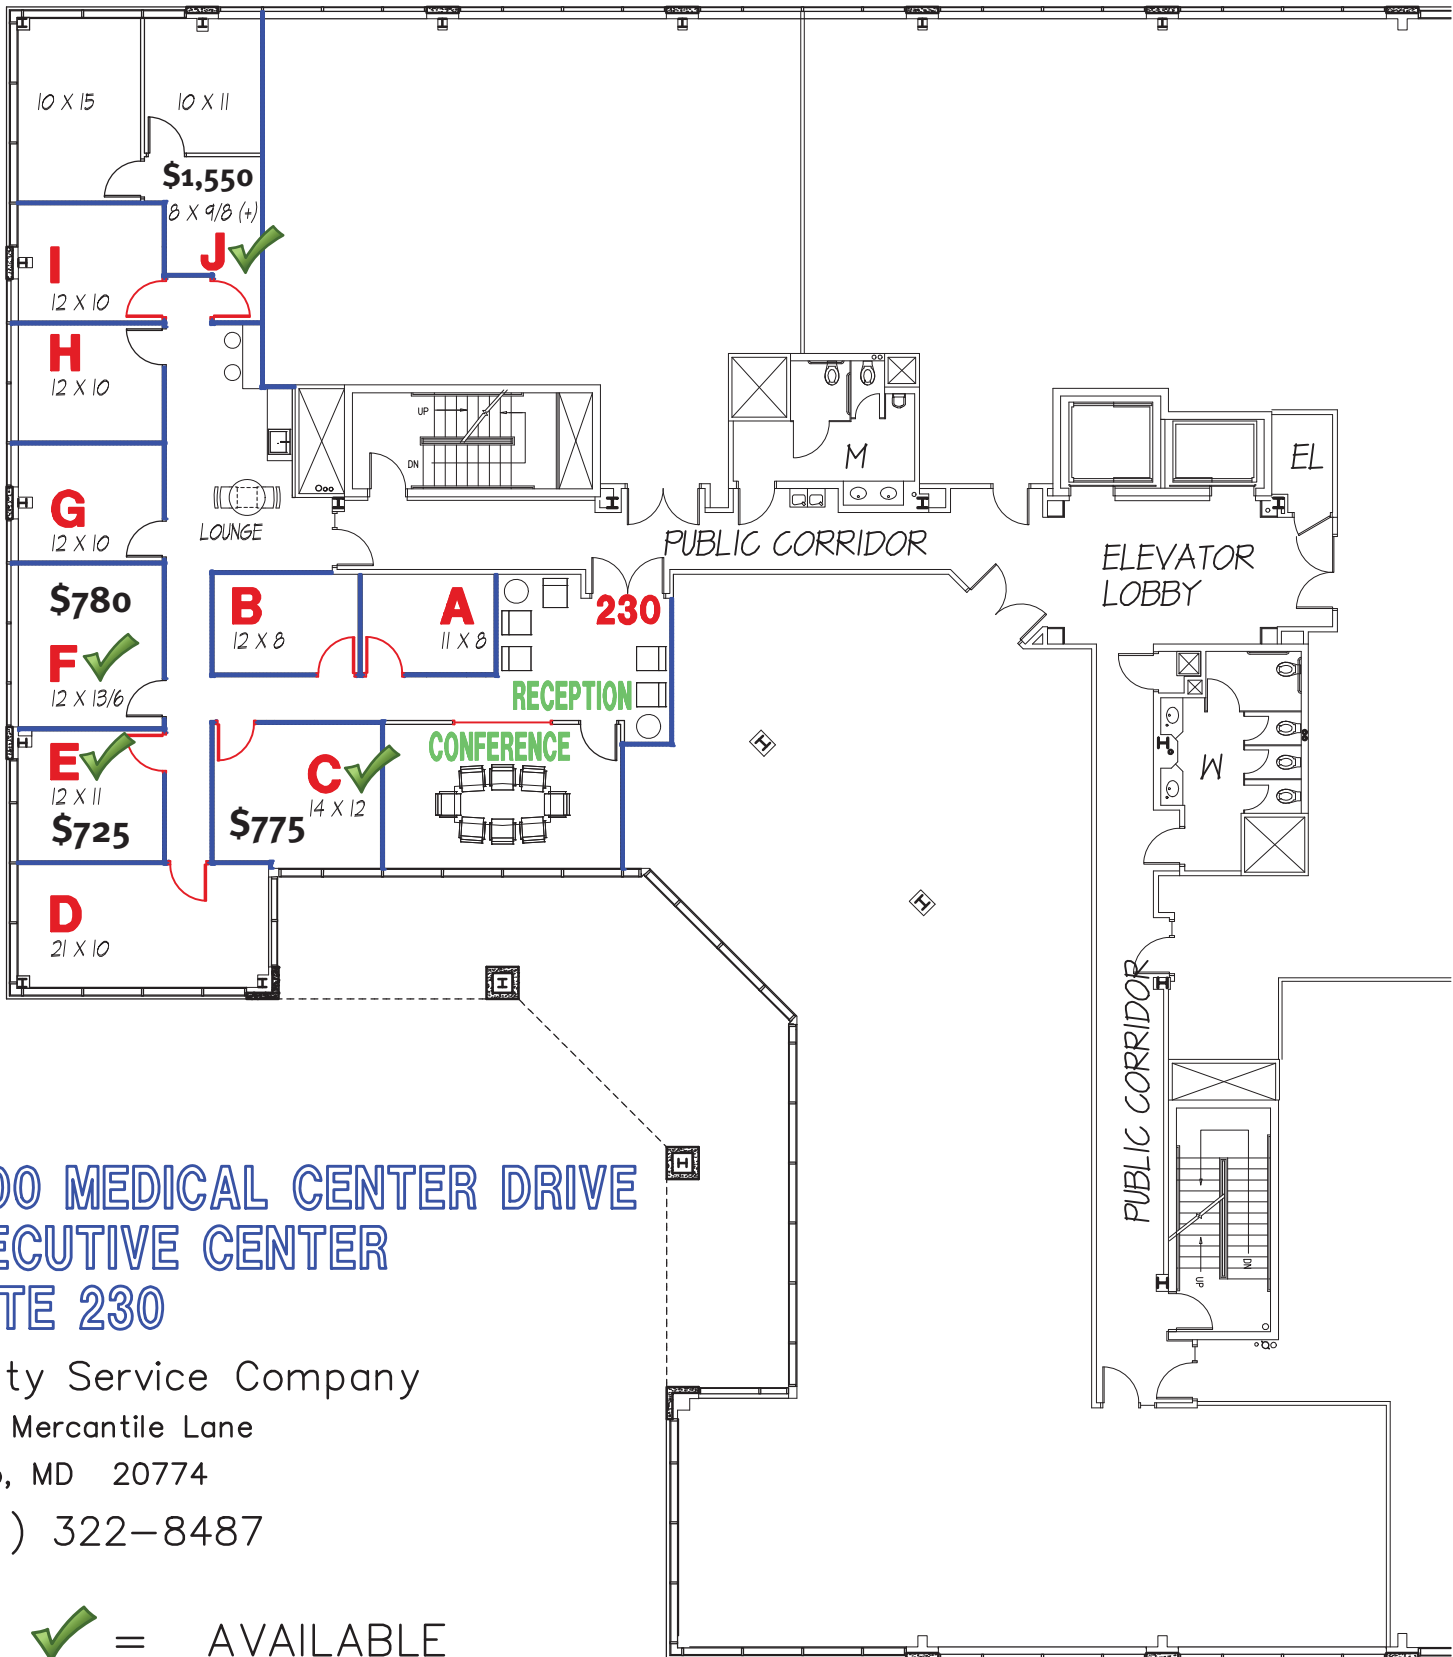 10 X 15
10 X 11
$1,550
8 X 9/8 (+)
J
I
12 X 10
H
12 X 10
G
12 X 10
LOUNGE
UP
DN
M
EL
PUBLIC CORRIDOR
ELEVATOR
LOBBY
$780
F
12 X 13/6
B
12 X 8
A
11 X 8
230
RECEPTION
CONFERENCE
E
12 X 11
$725
C
14 X 12
$775
W
D
21 X 10
PUBLIC CORRIDOR
DN
UP
00 MEDICAL CENTER DRIVE
ECUTIVE CENTER
TE 230
ty Service Company
Mercantile Lane
, MD 20774
) 322-8487
= AVAILABLE